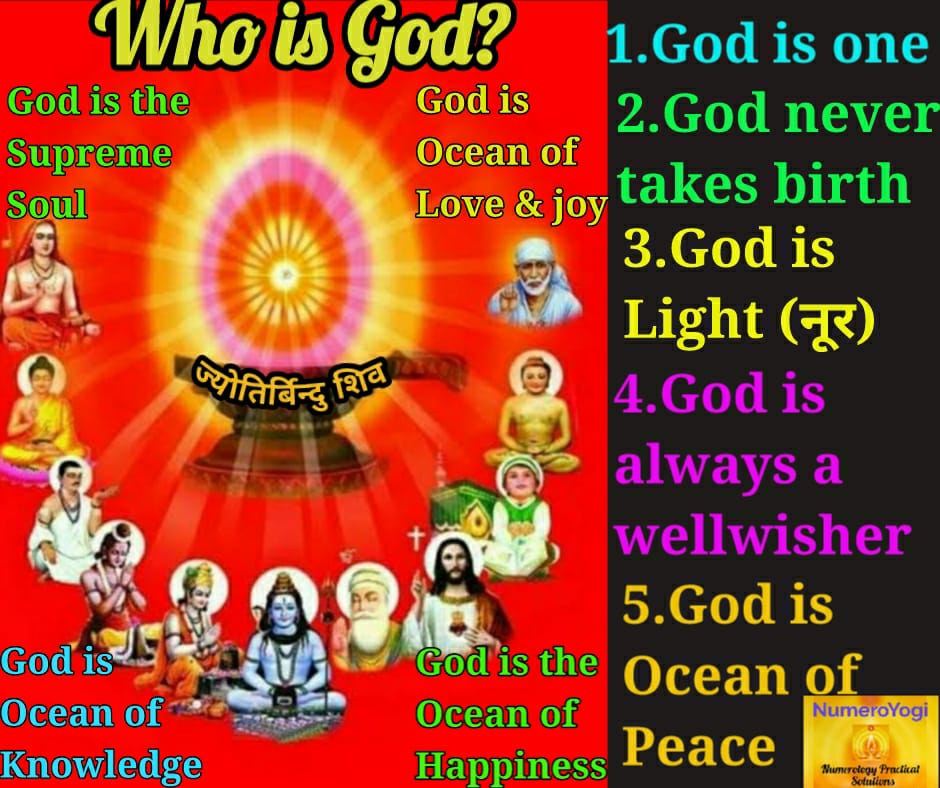 Who is God?
God is the
Supreme
Soul
God is
Ocean of
Love & joy
ज्योतिर्बिन्दु शिव
God is
Ocean of
Knowledge
God is the
Ocean of
Happiness
1.God is one
2.God never
takes birth
3.God is
Light (नूर)
4.God is
always a
wellwisher
5.God is
Ocean of
Peace
NumeroYogi
Numerology Practical
Solutions